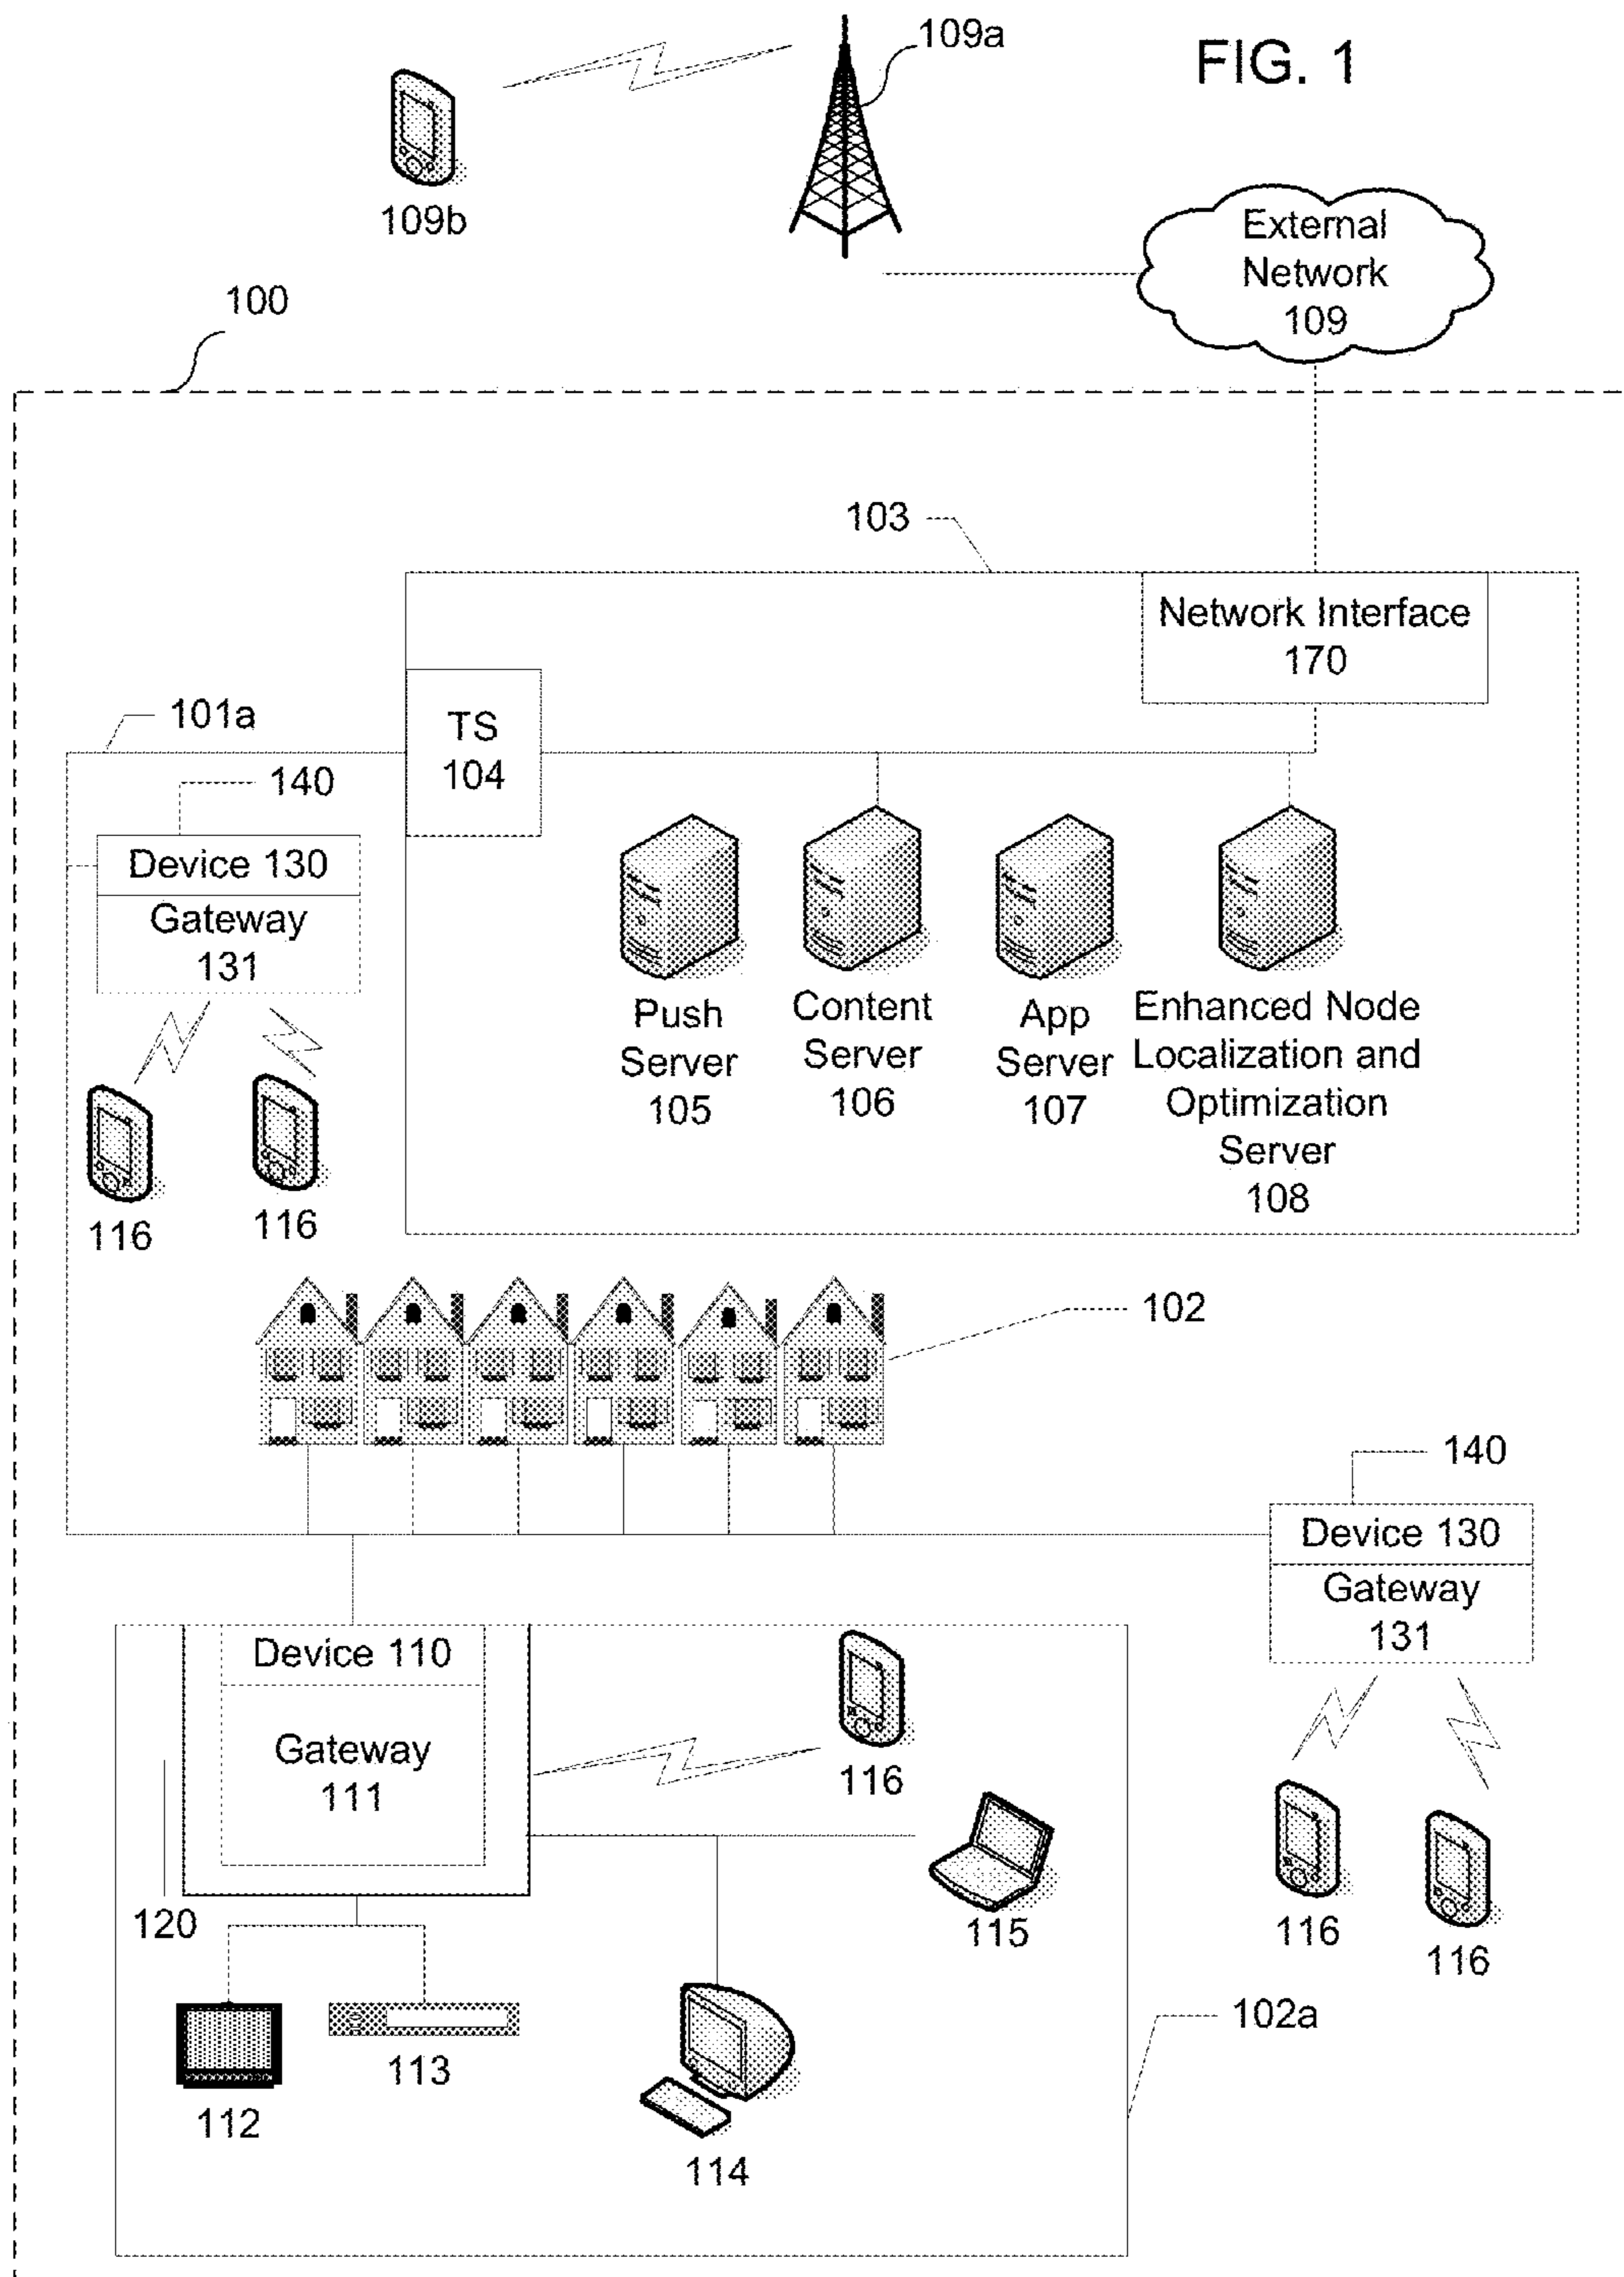 FIG. 1
109a
109b
External
Network
109
100
103
Network Interface
170
101a
TS
104
140
Device 130
Gateway
131
Push
Server
105
Content
Server
106
App
Server
107
Enhanced Node
Localization and
Optimization
Server
108
116
116
102
140
Device 130
Gateway
131
Device 110
Gateway
111
116
120
115
116
116
112
113
114
102a